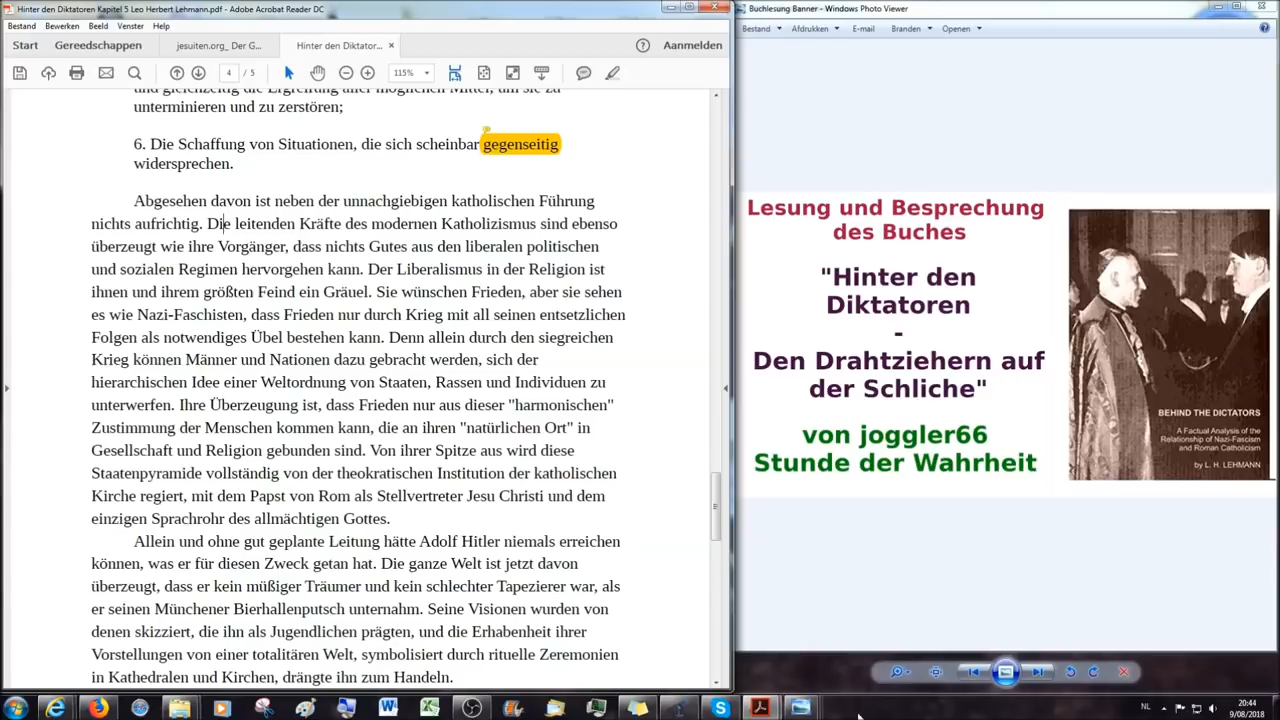 Hinter den Diktatoren Kapitel 5 Leo Herbert Lehmann.pdf - Adobe Acrobat Reader DC
Bestand Bewerken Beeld Venster Help
Start Gereedschappen jesuiten.org_ Der G... Hinter den Diktator... × Anmelden
4 / 5 115%
und gleichzeitig die Ergreifung aller möglichen Mittel, um sie zu
unterminieren und zu zerstören;
6. Die Schaffung von Situationen, die sich scheinbar gegenseitig
widersprechen.
Abgesehen davon ist neben der unnachgiebigen katholischen Führung
nichts aufrichtig. Die leitenden Kräfte des modernen Katholizismus sind ebenso
überzeugt wie ihre Vorgänger, dass nichts Gutes aus den liberalen politischen
und sozialen Regimen hervorgehen kann. Der Liberalismus in der Religion ist
ihnen und ihrem größten Feind ein Gräuel. Sie wünschen Frieden, aber sie sehen
es wie Nazi-Faschisten, dass Frieden nur durch Krieg mit all seinen entsetzlichen
Folgen als notwendiges Übel bestehen kann. Denn allein durch den siegreichen
Krieg können Männer und Nationen dazu gebracht werden, sich der
hierarchischen Idee einer Weltordnung von Staaten, Rassen und Individuen zu
unterwerfen. Ihre Überzeugung ist, dass Frieden nur aus dieser "harmonischen"
Zustimmung der Menschen kommen kann, die an ihren "natürlichen Ort" in
Gesellschaft und Religion gebunden sind. Von ihrer Spitze aus wird diese
Staatenpyramide vollständig von der theokratischen Institution der katholischen
Kirche regiert, mit dem Papst von Rom als Stellvertreter Jesu Christi und dem
einzigen Sprachrohr des allmächtigen Gottes.
Allein und ohne gut geplante Leitung hätte Adolf Hitler niemals erreichen
können, was er für diesen Zweck getan hat. Die ganze Welt ist jetzt davon
überzeugt, dass er kein müßiger Träumer und kein schlechter Tapezierer war, als
er seinen Münchener Bierhallenputsch unternahm. Seine Visionen wurden von
denen skizziert, die ihn als Jugendlichen prägten, und die Erhabenheit ihrer
Vorstellungen von einer totalitären Welt, symbolisiert durch rituelle Zeremonien
in Kathedralen und Kirchen, drängte ihn zum Handeln.
Buchlesung Banner - Windows Photo Viewer
Bestand Afdrukken E-mail Branden Openen
Lesung und Besprechung
des Buches
"Hinter den
Diktatoren
-
Den Drahtziehern auf
der Schliche"
von joggler66
Stunde der Wahrheit
BEHIND THE DICTATORS
A Factual Analysis of the
Relationship of Nazi-Fascism
and Roman Catholicism
by L. H. LEHMANN
NL
20:44
9/08/2018